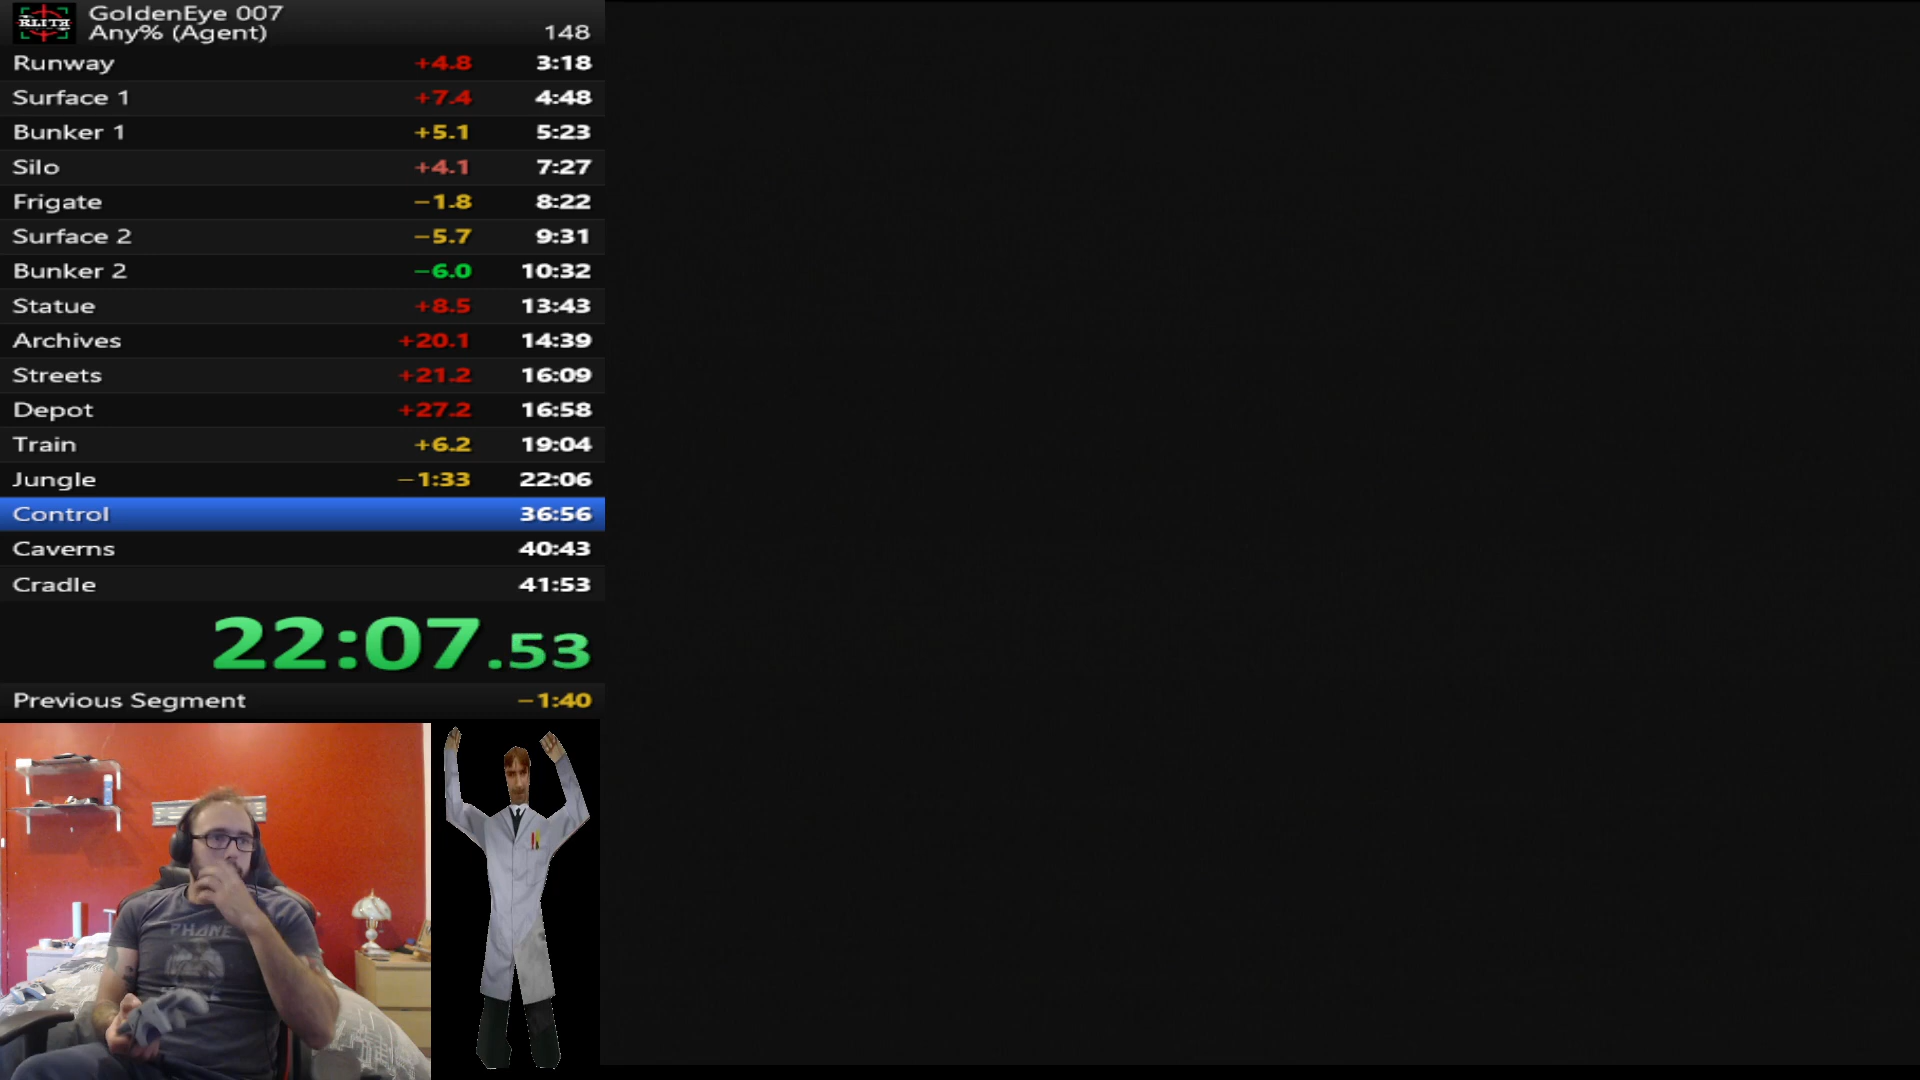 GoldenEye 007
Any% (Agent) 148
Runway +4.8 3:18
Surface 1 +7.4 4:48
Bunker 1 +5.1 5:23
Silo +4.1 7:27
Frigate −1.8 8:22
Surface 2 −5.7 9:31
Bunker 2 −6.0 10:32
Statue +8.5 13:43
Archives +20.1 14:39
Streets +21.2 16:09
Depot +27.2 16:58
Train +6.2 19:04
Jungle −1:33 22:06
Control 36:56
Caverns 40:43
Cradle 41:53
22:07.53
Previous Segment −1:40
PHONE